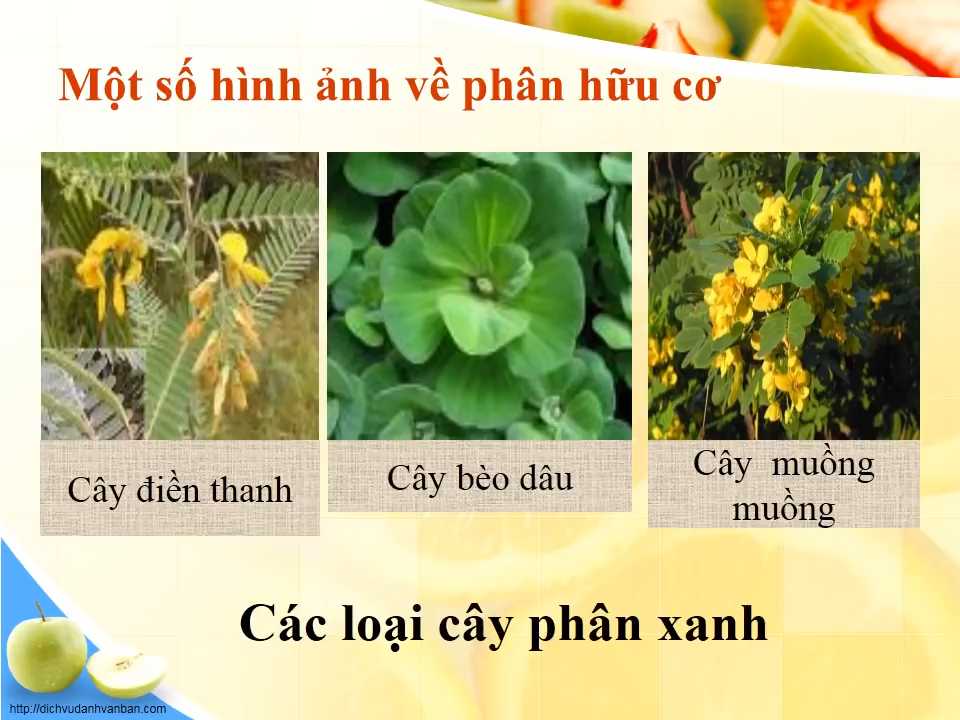 Một số hình ảnh về phân hữu cơ
Cây điền thanh
Cây bèo dâu
Cây muồng
muồng
Các loại cây phân xanh
http://dichvudanhvanban.com